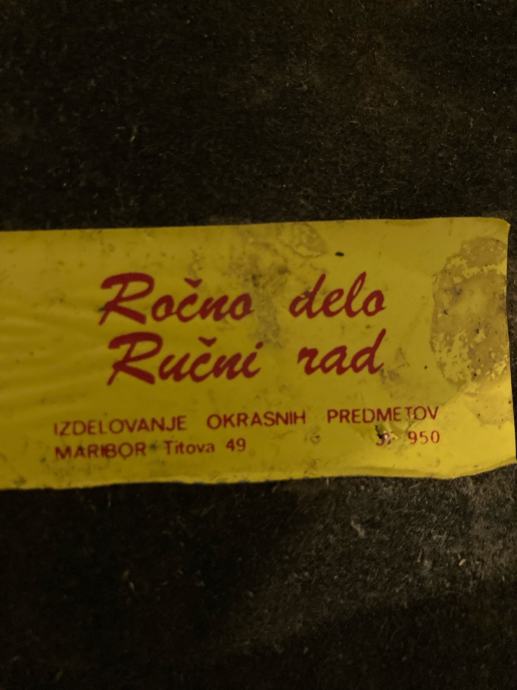 Ročno delo
Ručni rad
IZDELOVANJE OKRASNIH PREDMETOV
MARIBOR Titova 49 950